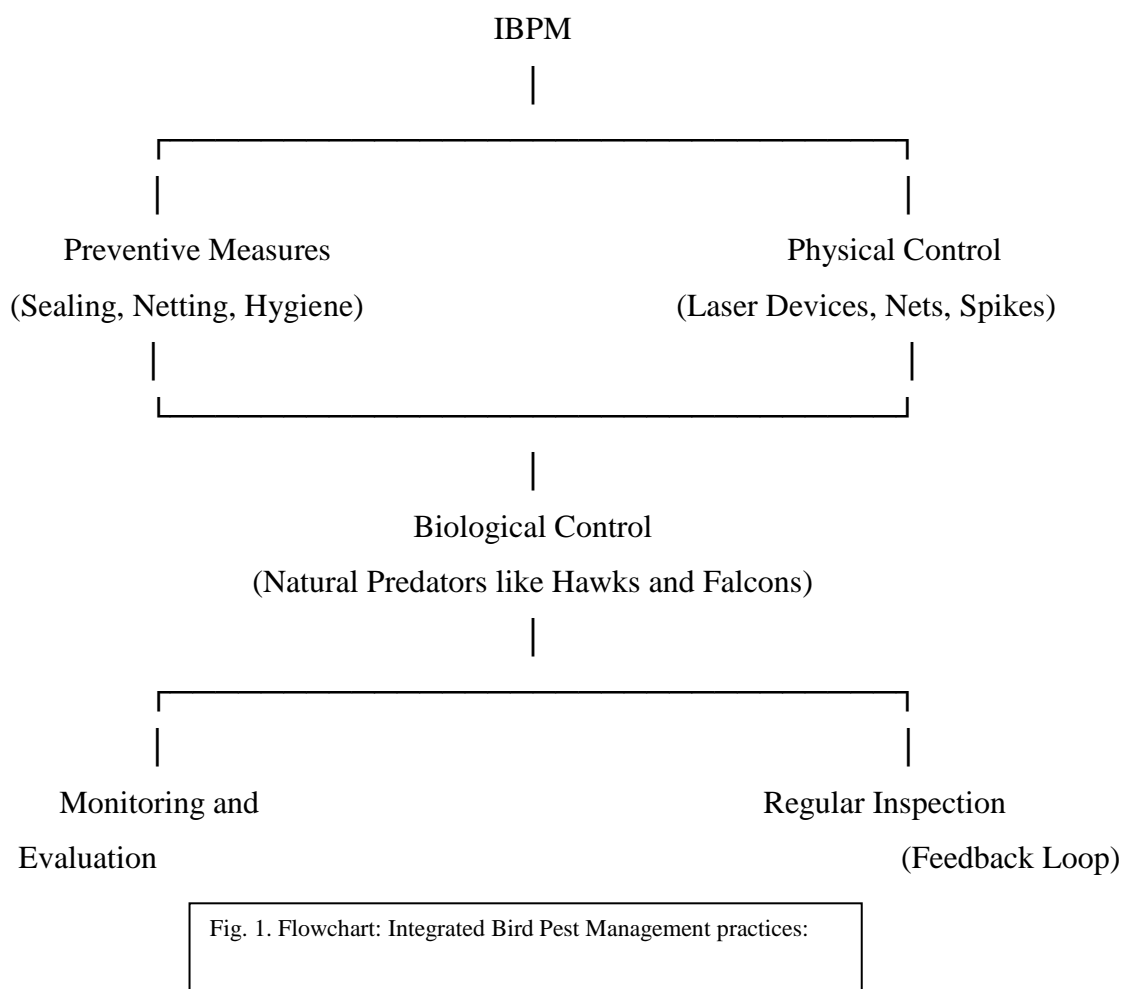 IBPM
Preventive Measures
Physical Control
(Sealing, Netting, Hygiene)
(Laser Devices, Nets, Spikes)
Biological Control
(Natural Predators like Hawks and Falcons)
Monitoring and
Evaluation
Regular Inspection
(Feedback Loop)
Fig. 1. Flowchart: Integrated Bird Pest Management practices: